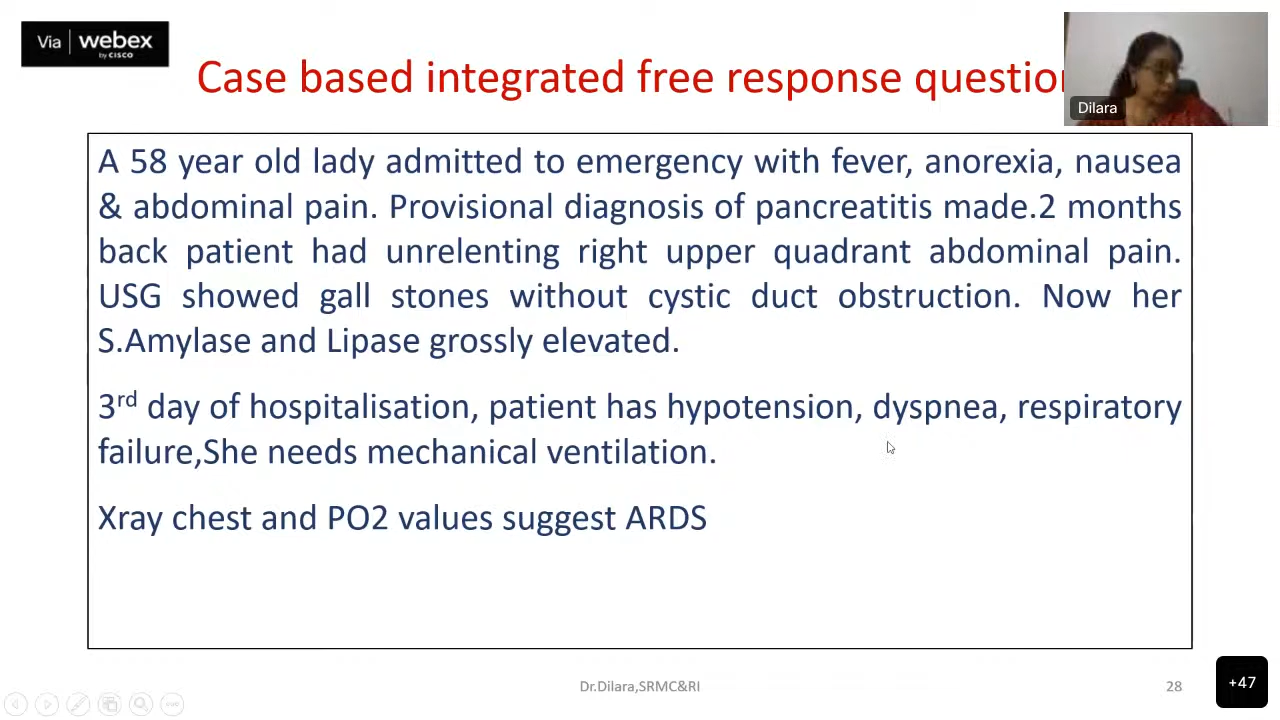 Via | webex
by CISCO
Case based integrated free response question
Dilara
A 58 year old lady admitted to emergency with fever, anorexia, nausea
& abdominal pain. Provisional diagnosis of pancreatitis made.2 months
back patient had unrelenting right upper quadrant abdominal pain.
USG showed gall stones without cystic duct obstruction. Now her
S.Amylase and Lipase grossly elevated.
3rd day of hospitalisation, patient has hypotension, dyspnea, respiratory
failure,She needs mechanical ventilation.
Xray chest and PO2 values suggest ARDS
Dr.Dilara,SRMC&RI
28
+47